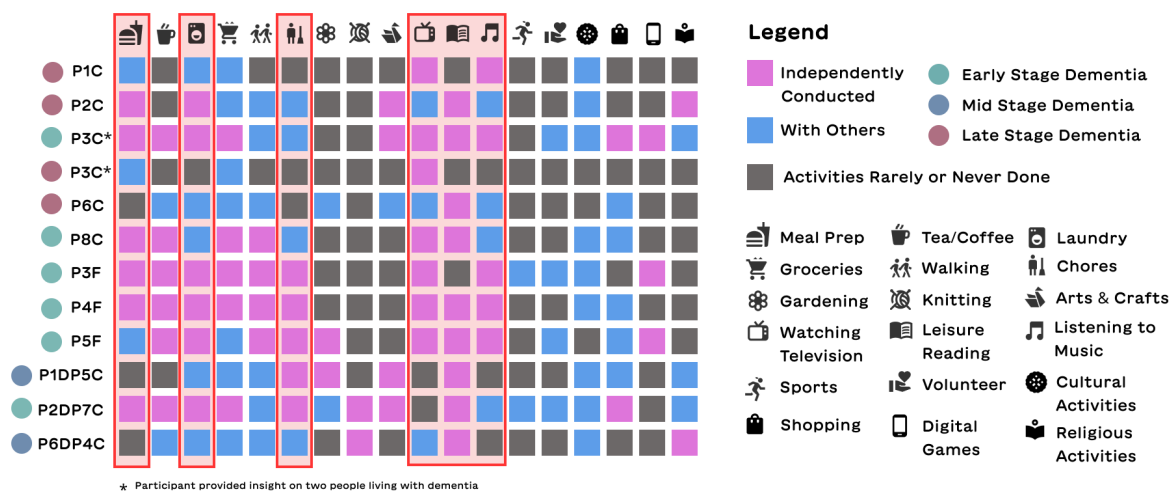 P1C
P2C
P3C*
P3C*
P6C
P8C
P3F
P4F
P5F
P1DP5C
P2DP7C
P6DP4C
* Participant provided insight on two people living with dementia
Legend
Independently
Conducted
With Others
Activities Rarely or Never Done
Early Stage Dementia
Mid Stage Dementia
Late Stage Dementia
Meal Prep
Tea/Coffee
Laundry
Groceries
Walking
Chores
Gardening
Knitting
Arts & Crafts
Watching
Television
Leisure
Reading
Listening to
Music
Sports
Volunteer
Cultural
Activities
Shopping
Digital
Games
Religious
Activities